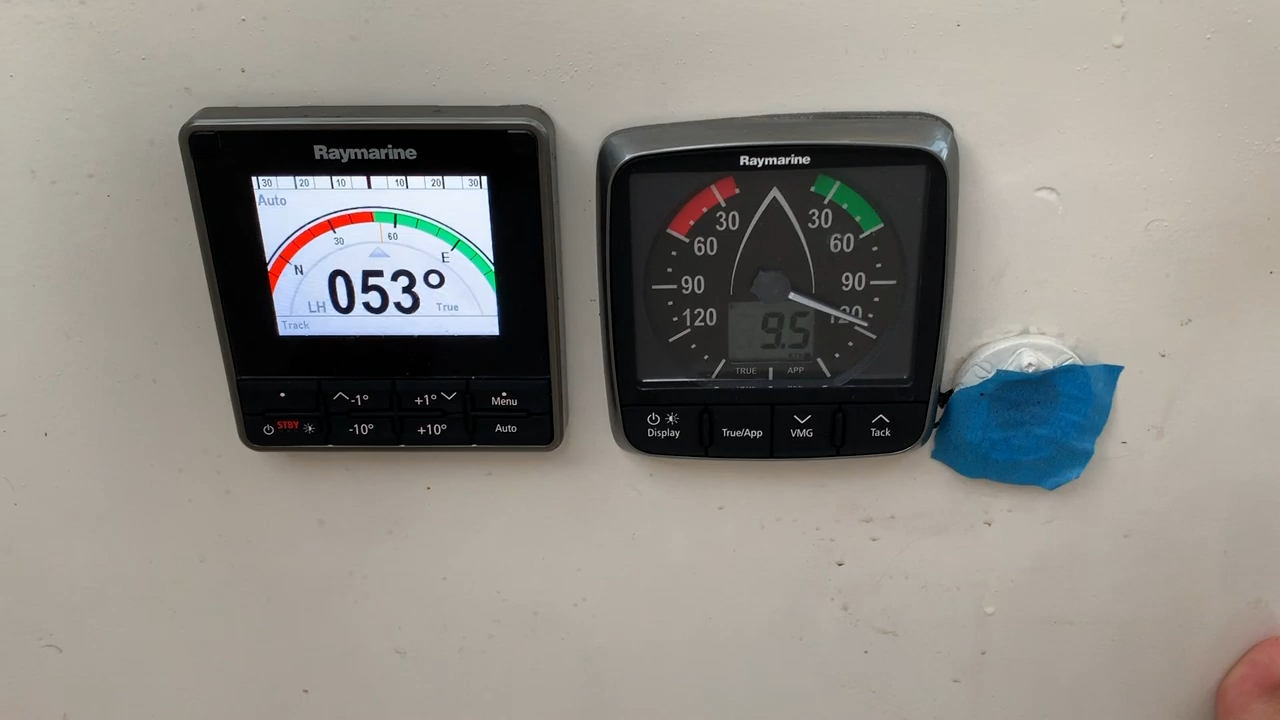 Raymarine
30 20 10 10 20 30
Auto
30 60
N E
LH 053° True
Track
-1° +1° Menu
STBY -10° +10° Auto
Raymarine
30 30
60 60
90 90
120 120
9.5
TRUE APP
Display True/App VMG Tack